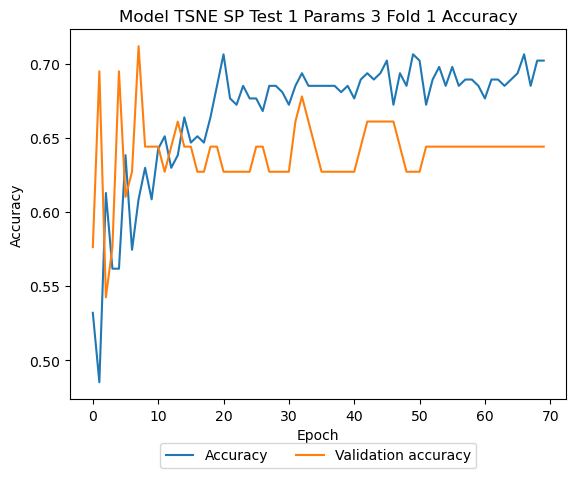 Model TSNE SP Test 1 Params 3 Fold 1 Accuracy
0.70
0.65
0.60
0.55
0.50
Accuracy
0 10 20 30 40 50 60 70
Epoch
Accuracy Validation accuracy